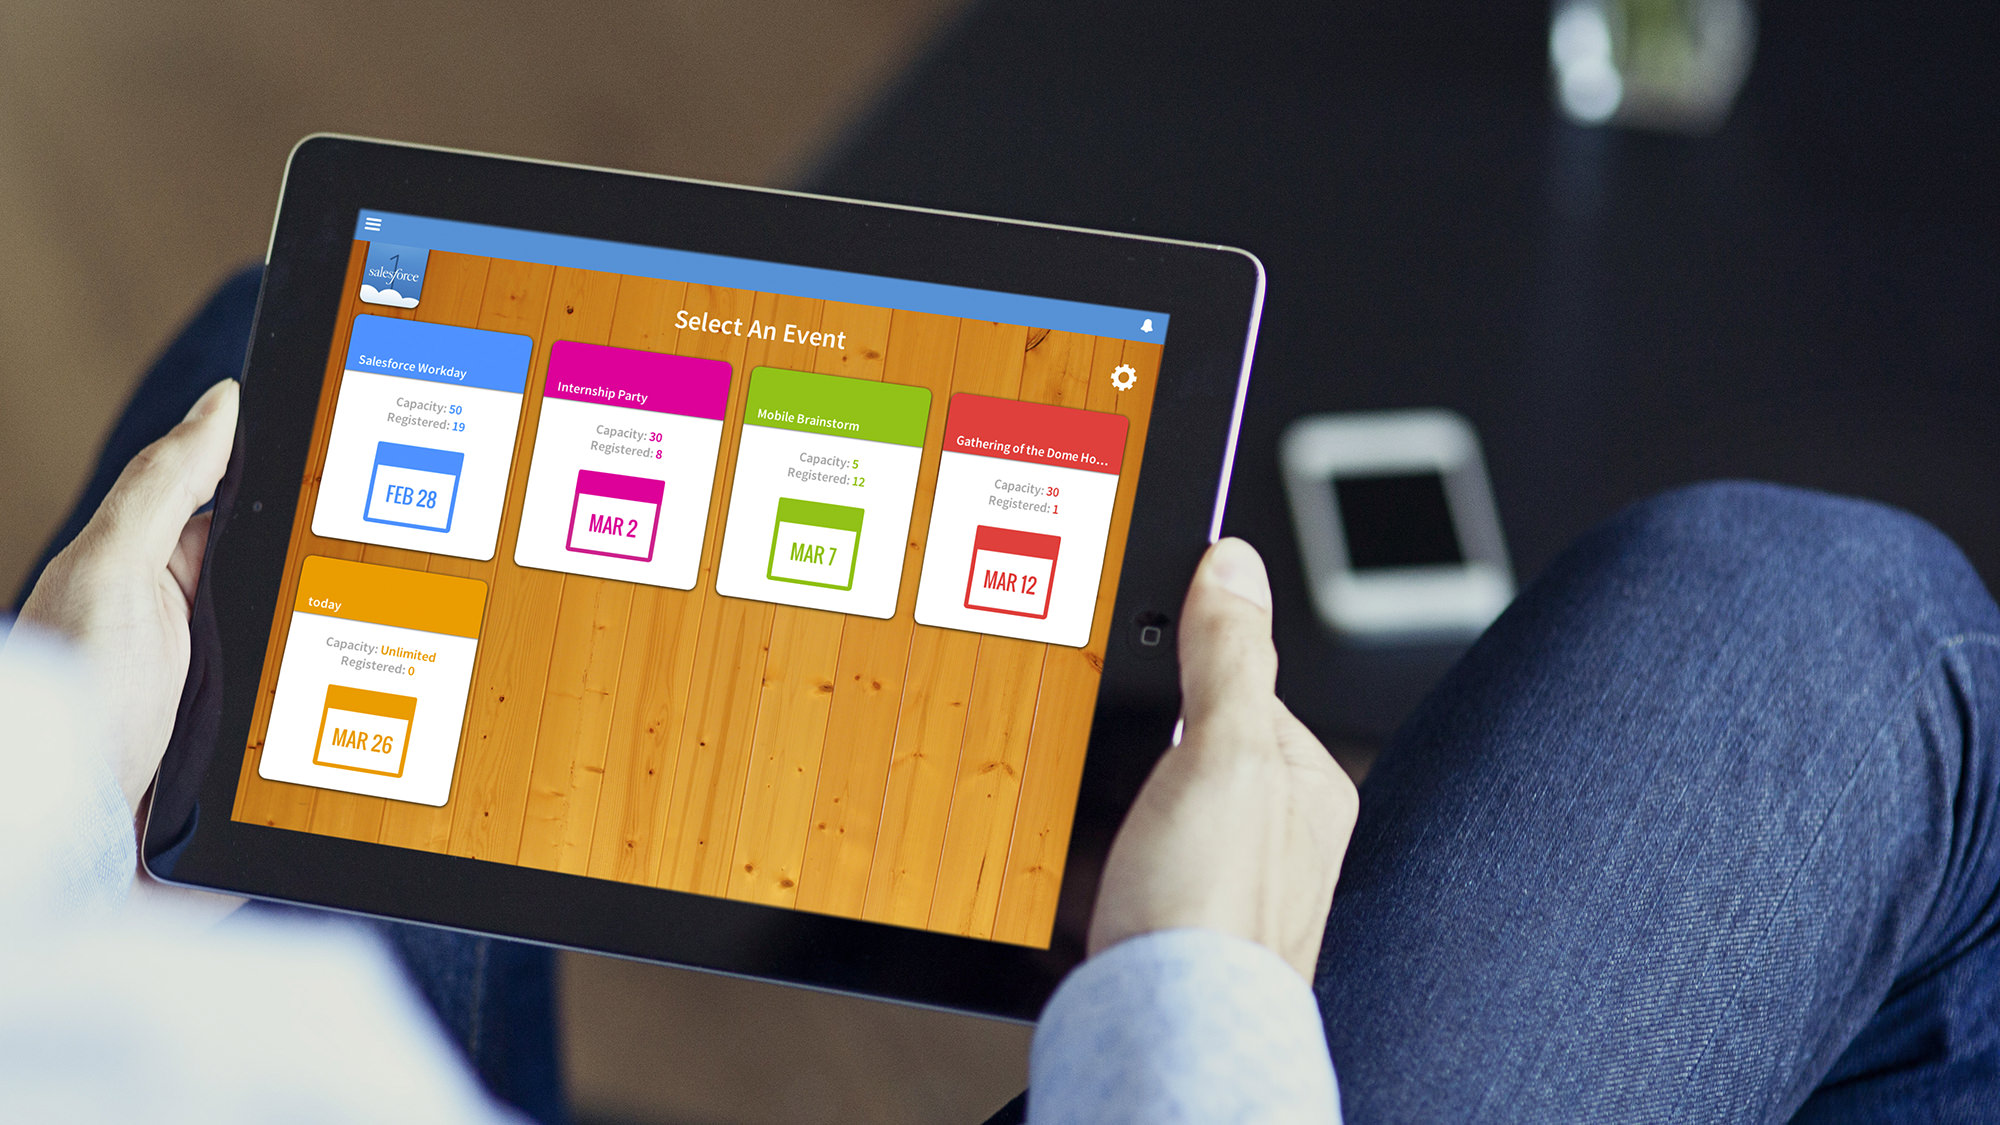 1
salesforce
Select An Event
Salesforce Workday
Capacity: 50
Registered: 19
FEB 28
Internship Party
Capacity: 30
Registered: 8
MAR 2
Mobile Brainstorm
Capacity: 5
Registered: 12
MAR 7
Gathering of the Dome Ho...
Capacity: 30
Registered: 1
MAR 12
today
Capacity: Unlimited
Registered: 0
MAR 26